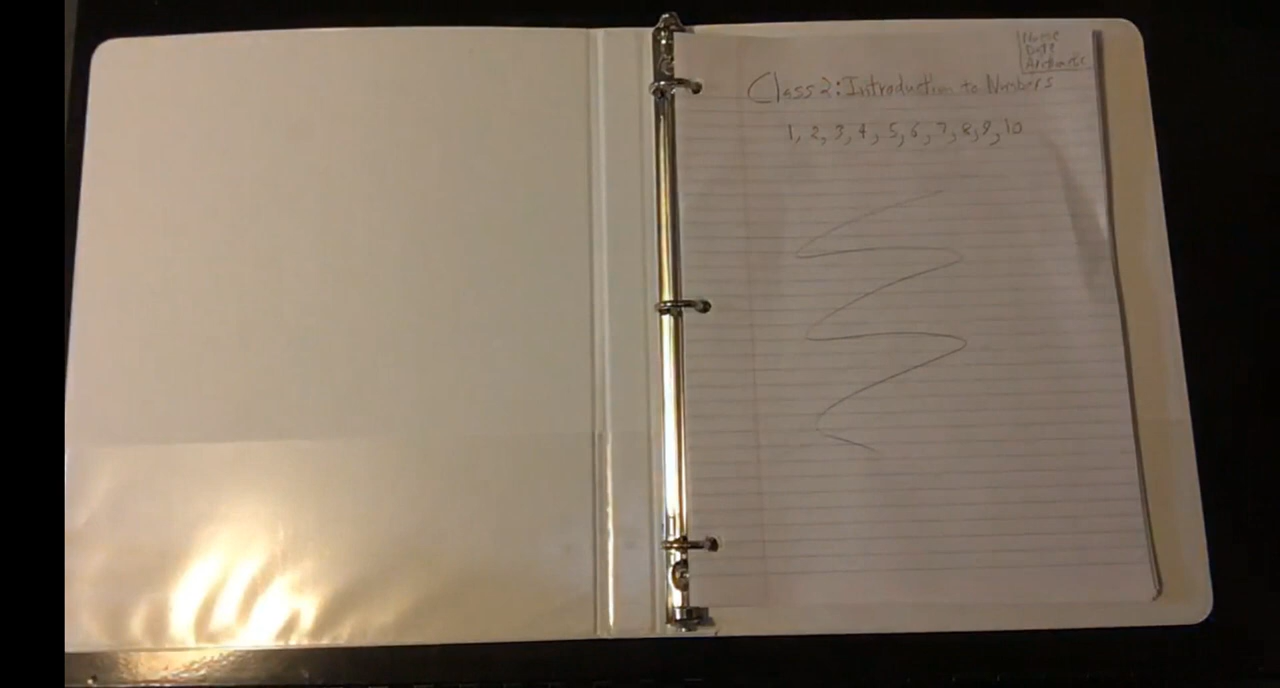 Name
Date
Arithmetic
Class 2: Introduction to Numbers
1, 2, 3, 4, 5, 6, 7, 8, 9, 10